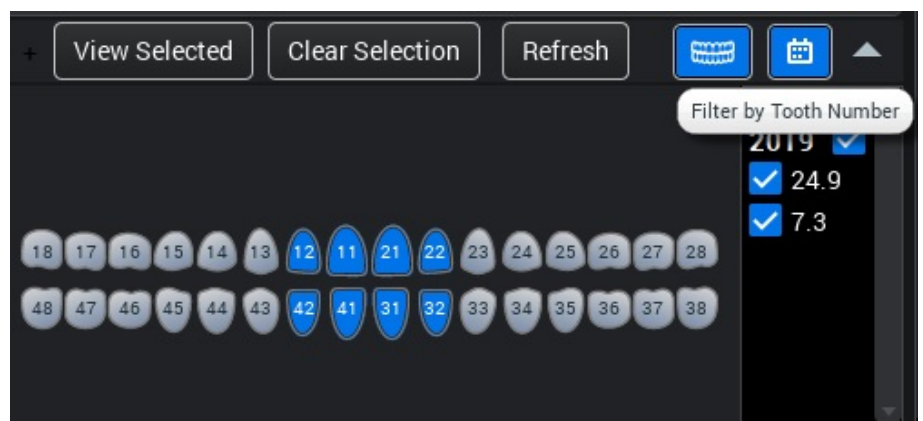 + View Selected Clear Selection Refresh
Filter by Tooth Number
2019
24.9
7.3
18 17 16 15 14 13 12 11 21 22 23 24 25 26 27 28
48 47 46 45 44 43 42 41 31 32 33 34 35 36 37 38